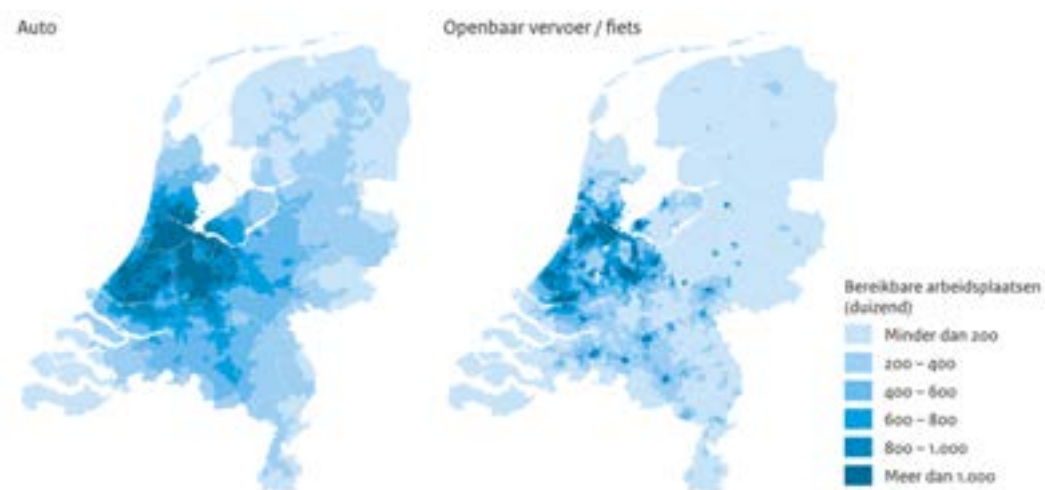 Auto
Openbaar vervoer / fiets
Bereikbare arbeidsplaatsen
(duizend)
Minder dan 200
200 – 400
400 – 600
600 – 800
800 – 1.000
Meer dan 1.000